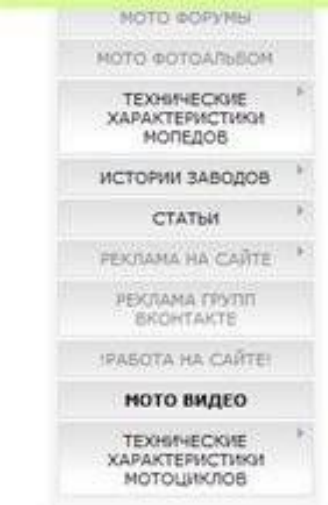 МОТО ФОРУМЫ
МОТО ФОТОАЛЬБОМ
ТЕХНИЧЕСКИЕ
ХАРАКТЕРИСТИКИ
МОПЕДОВ
ИСТОРИИ ЗАВОДОВ
СТАТЬИ
РЕКЛАМА НА САЙТЕ
РЕКЛАМА ГРУПП
ВКОНТАКТЕ
!РАБОТА НА САЙТЕ!
МОТО ВИДЕО
ТЕХНИЧЕСКИЕ
ХАРАКТЕРИСТИКИ
МОТОЦИКЛОВ